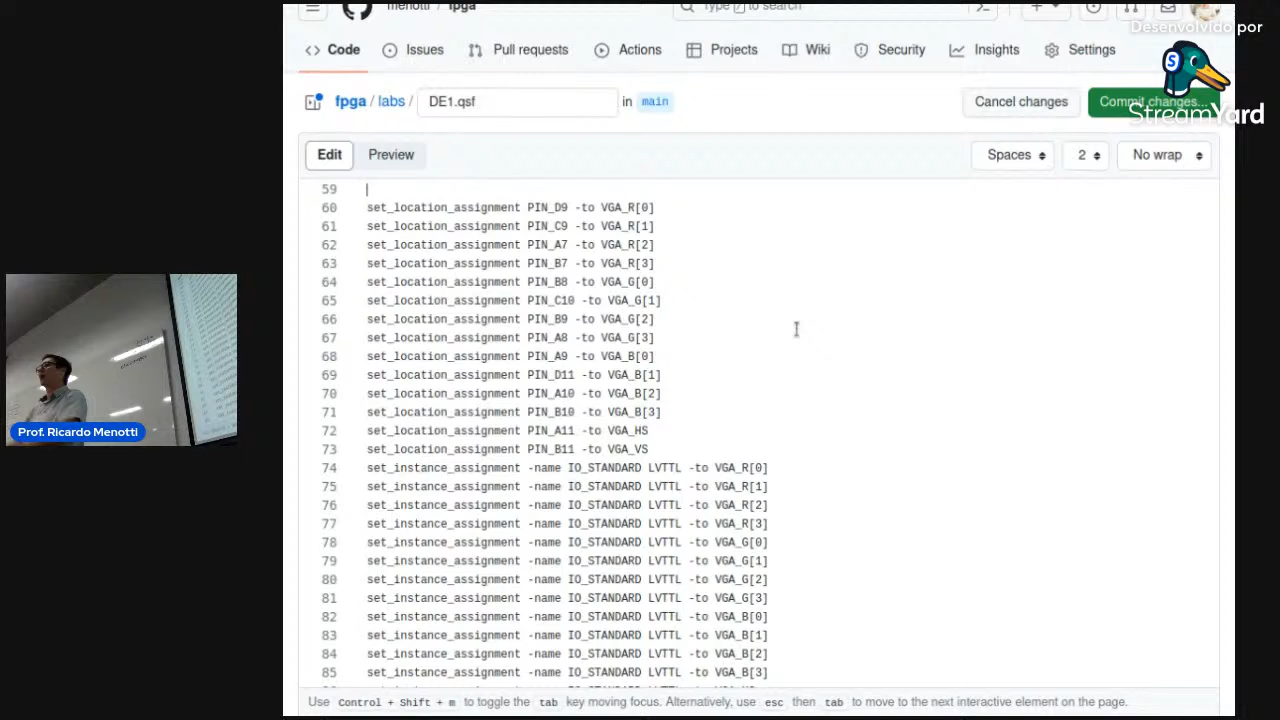 menotti / fpga
Type / to search
Desenvolvido por
StreamYard
Code
Issues
Pull requests
Actions
Projects
Wiki
Security
Insights
Settings
fpga / labs / DE1.qsf in main
Cancel changes
Commit changes...
Edit
Preview
Spaces
2
No wrap
59
60 set_location_assignment PIN_D9 -to VGA_R[0]
61 set_location_assignment PIN_C9 -to VGA_R[1]
62 set_location_assignment PIN_A7 -to VGA_R[2]
63 set_location_assignment PIN_B7 -to VGA_R[3]
64 set_location_assignment PIN_B8 -to VGA_G[0]
65 set_location_assignment PIN_C10 -to VGA_G[1]
66 set_location_assignment PIN_B9 -to VGA_G[2]
67 set_location_assignment PIN_A8 -to VGA_G[3]
68 set_location_assignment PIN_A9 -to VGA_B[0]
69 set_location_assignment PIN_D11 -to VGA_B[1]
70 set_location_assignment PIN_A10 -to VGA_B[2]
71 set_location_assignment PIN_B10 -to VGA_B[3]
72 set_location_assignment PIN_A11 -to VGA_HS
73 set_location_assignment PIN_B11 -to VGA_VS
74 set_instance_assignment -name IO_STANDARD LVTTL -to VGA_R[0]
75 set_instance_assignment -name IO_STANDARD LVTTL -to VGA_R[1]
76 set_instance_assignment -name IO_STANDARD LVTTL -to VGA_R[2]
77 set_instance_assignment -name IO_STANDARD LVTTL -to VGA_R[3]
78 set_instance_assignment -name IO_STANDARD LVTTL -to VGA_G[0]
79 set_instance_assignment -name IO_STANDARD LVTTL -to VGA_G[1]
80 set_instance_assignment -name IO_STANDARD LVTTL -to VGA_G[2]
81 set_instance_assignment -name IO_STANDARD LVTTL -to VGA_G[3]
82 set_instance_assignment -name IO_STANDARD LVTTL -to VGA_B[0]
83 set_instance_assignment -name IO_STANDARD LVTTL -to VGA_B[1]
84 set_instance_assignment -name IO_STANDARD LVTTL -to VGA_B[2]
85 set_instance_assignment -name IO_STANDARD LVTTL -to VGA_B[3]
Use Control + Shift + m to toggle the tab key moving focus. Alternatively, use esc then tab to move to the next interactive element on the page.
Prof. Ricardo Menotti